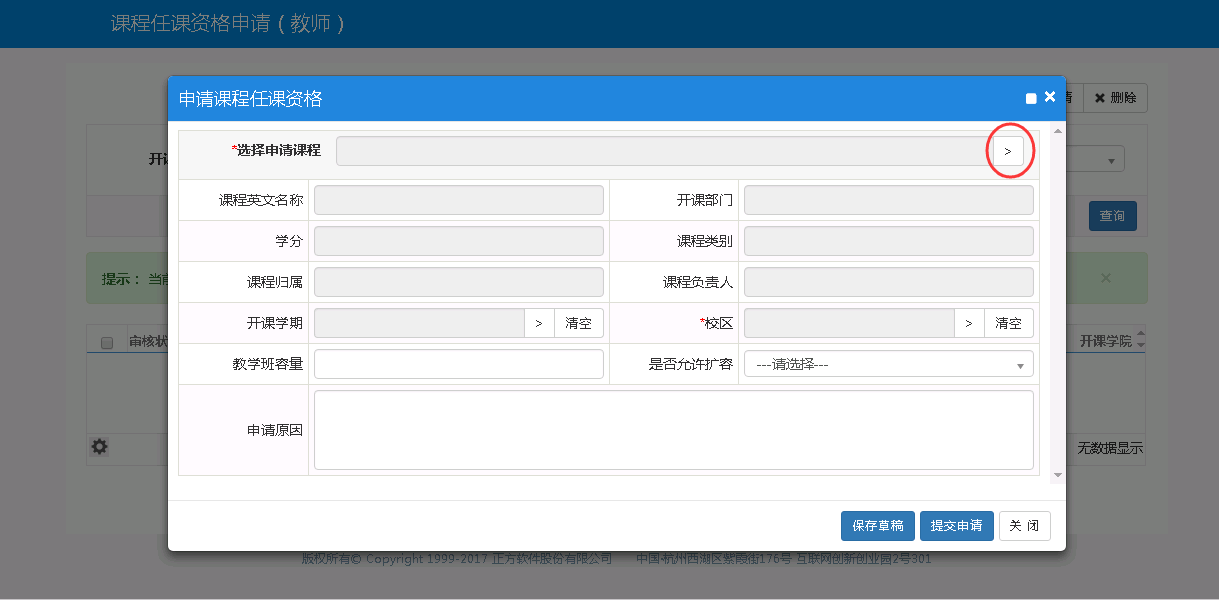 课程任课资格申请（教师）
申请课程任课资格
删除
*选择申请课程 >
课程英文名称 开课部门
查询
学分 课程类别
提示：当前
课程归属 课程负责人
开课学期 > 清空 *校区 > 清空
审核状 开课学院
教学班容量 是否允许扩容 ---请选择---
申请原因
无数据显示
保存草稿 提交申请 关 闭
版权所有© Copyright 1999-2017 正方软件股份有限公司 中国·杭州西湖区紫霞街176号 互联网创新创业园2号301